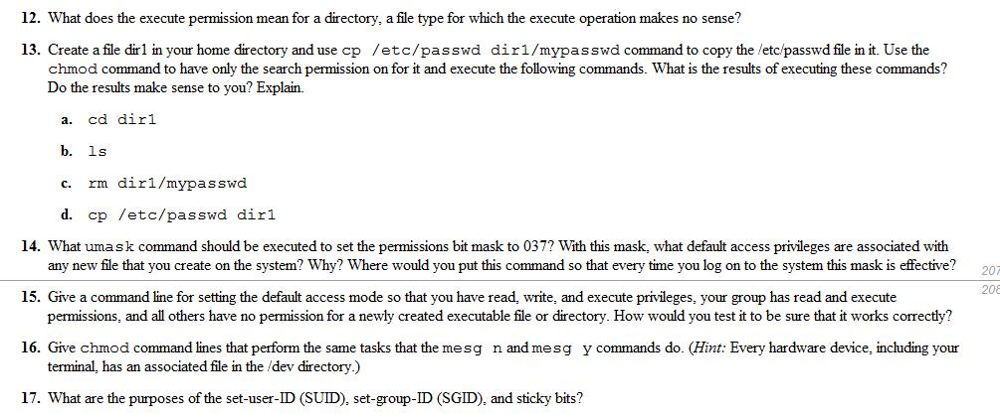 12. What does the execute permission mean for a directory, a file type for which the execute operation makes no sense?
13. Create a file dir1 in your home directory and use cp /etc/passwd dir1/mypasswd command to copy the /etc/passwd file in it. Use the
chmod command to have only the search permission on for it and execute the following commands. What is the results of executing these commands?
Do the results make sense to you? Explain.
a. cd dir1
b. ls
c. rm dir1/mypasswd
d. cp /etc/passwd dir1
14. What umask command should be executed to set the permissions bit mask to 037? With this mask, what default access privileges are associated with
any new file that you create on the system? Why? Where would you put this command so that every time you log on to the system this mask is effective?
207
208
15. Give a command line for setting the default access mode so that you have read, write, and execute privileges, your group has read and execute
permissions, and all others have no permission for a newly created executable file or directory. How would you test it to be sure that it works correctly?
16. Give chmod command lines that perform the same tasks that the mesg n and mesg y commands do. (Hint: Every hardware device, including your
terminal, has an associated file in the /dev directory.)
17. What are the purposes of the set-user-ID (SUID), set-group-ID (SGID), and sticky bits?